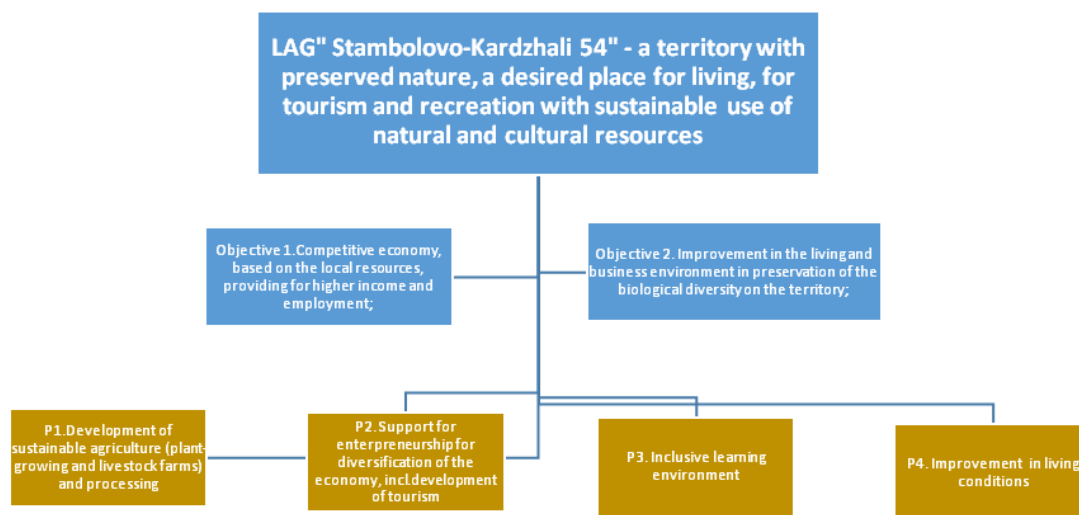 LAG" Stambolovo-Kardzhali 54" - a territory with
preserved nature, a desired place for living, for
tourism and recreation with sustainable use of
natural and cultural resources
Objective 1.Competitive economy,
based on the local resources,
providing for higher income and
employment;
Objective 2. Improvement in the living and
business environment in preservation of the
biological diversity on the territory;
P1.Development of
sustainable agriculture (plant-
growing and livestock farms)
and processing
P2.Support for
enterpreneurship for
diversification of the
economy, incl.development
of tourism
P3. Inclusive learning
environment
P4. Improvement in living
conditions